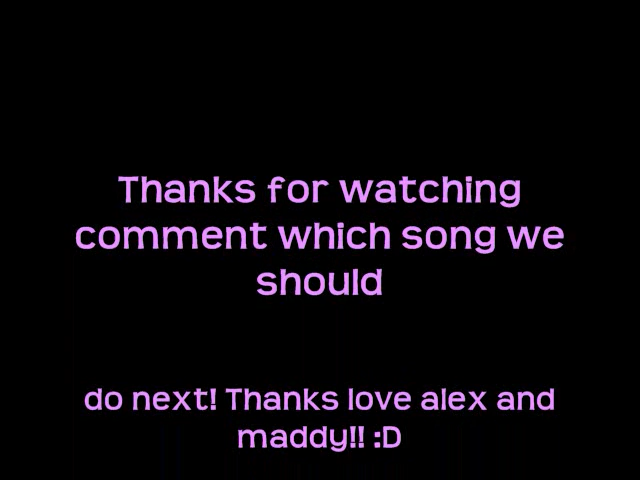 Thanks for watching
comment which song we
should
do next! Thanks love alex and
maddy!! :D